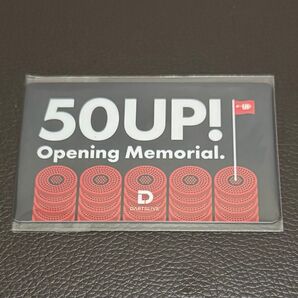 50UP!
UP
Opening Memorial.
D
DARTSLIVE